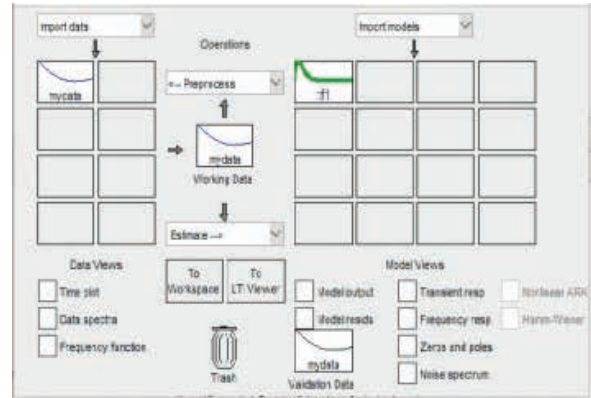 Import data
Import models
Operations
<-- Preprocess
mydata
tf1
mydata
Working Data
Estimate -->
Data Views
Model Views
To
Workspace
To
LTI Viewer
Time plot
Data spectra
Frequency function
Model output
Model resids
Transient resp
Frequency resp
Zeros and poles
Noise spectrum
Nonlinear ARX
Hamm-Wiener
Trash
mydata
Validation Data